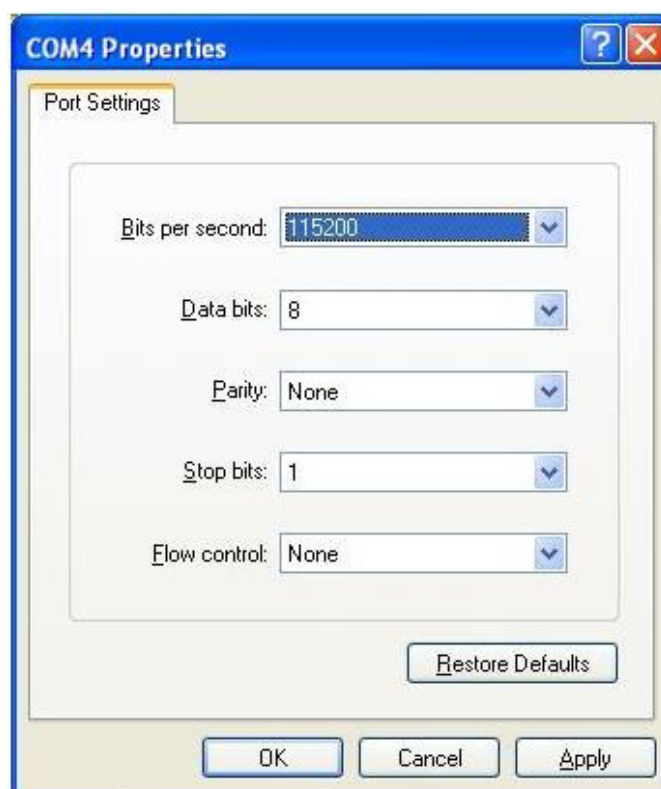 COM4 Properties
Port Settings
Bits per second: 115200
Data bits: 8
Parity: None
Stop bits: 1
Flow control: None
Restore Defaults
OK Cancel Apply